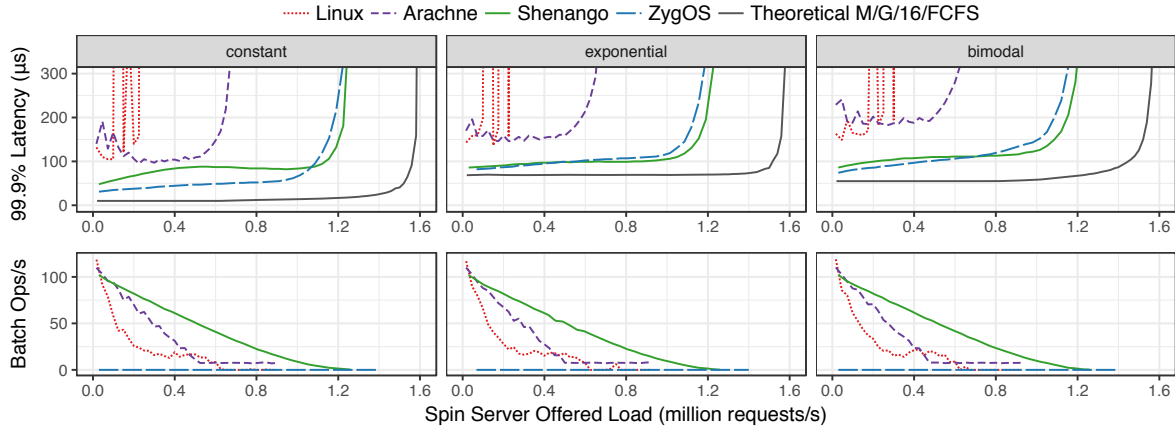 Linux Arachne Shenango ZygOS Theoretical M/G/16/FCFS
constant exponential bimodal
99.9% Latency (µs)
300
200
100
0
0.0 0.4 0.8 1.2 1.6 0.0 0.4 0.8 1.2 1.6 0.0 0.4 0.8 1.2 1.6
Batch Ops/s
100
50
0
0.0 0.4 0.8 1.2 1.6 0.0 0.4 0.8 1.2 1.6 0.0 0.4 0.8 1.2 1.6
Spin Server Offered Load (million requests/s)